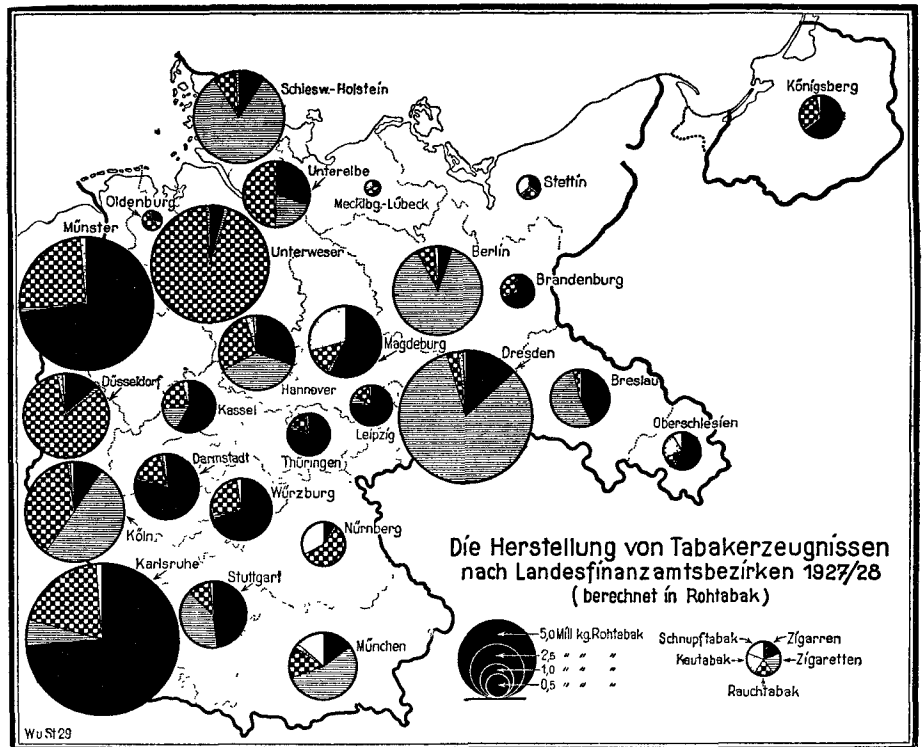 Schlesw.-Holstein
Königsberg
Unterelbe
Stettin
Mecklbg.-Lübeck
Oldenburg
Münster
Unterweser
Berlin
Brandenburg
Magdeburg
Dresden
Düsseldorf
Hannover
Breslau
Kassel
Leipzig
Oberschlesien
Thüringen
Darmstadt
Würzburg
Köln
Nürnberg
Karlsruhe
Stuttgart
München
Die Herstellung von Tabakerzeugnissen
nach Landesfinanzamtsbezirken 1927/28
(berechnet in Rohtabak)
5,0 Mill kg. Rohtabak
2,5 " " "
1,0 " " "
0,5 " " "
Schnupftabak
Zigarren
Kautabak
Zigaretten
Rauchtabak
W u St 29